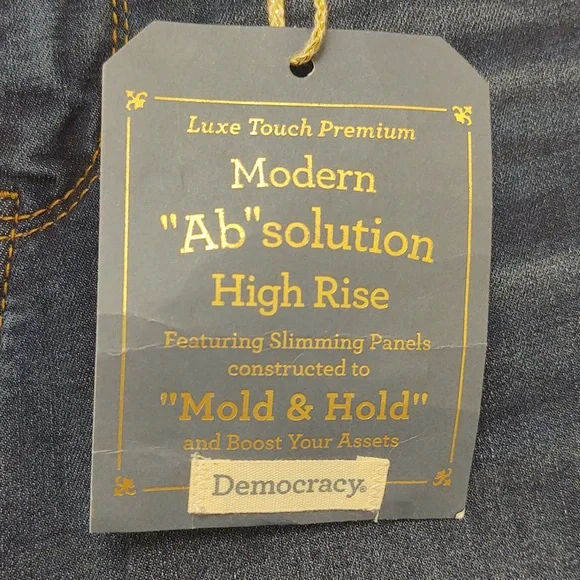 Luxe Touch Premium
Modern
"Ab"solution
High Rise
Featuring Slimming Panels
constructed to
"Mold & Hold"
and Boost Your Assets
Democracy®